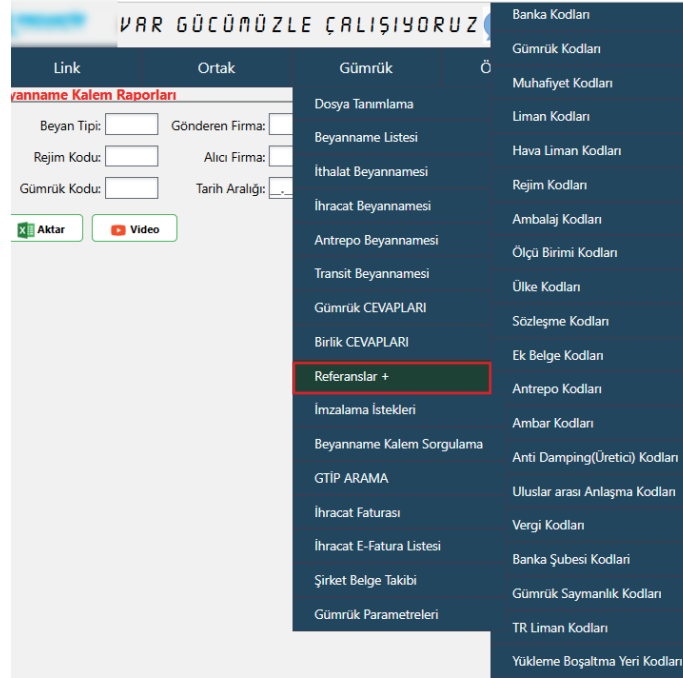 VAR GÜCÜMÜZLE ÇALIŞIYORUZ
Link
Ortak
Gümrük
Ö
yanname Kalem Raporları
Beyan Tipi:
Gönderen Firma:
Rejim Kodu:
Alıcı Firma:
Gümrük Kodu:
Tarih Aralığı: __.__
Aktar
Video
Dosya Tanımlama
Beyanname Listesi
İthalat Beyannamesi
İhracat Beyannamesi
Antrepo Beyannamesi
Transit Beyannamesi
Gümrük CEVAPLARI
Birlik CEVAPLARI
Referanslar +
İmzalama İstekleri
Beyanname Kalem Sorgulama
GTİP ARAMA
İhracat Faturası
İhracat E-Fatura Listesi
Şirket Belge Takibi
Gümrük Parametreleri
Banka Kodları
Gümrük Kodları
Muhafiyet Kodları
Liman Kodları
Hava Liman Kodları
Rejim Kodları
Ambalaj Kodları
Ölçü Birimi Kodları
Ülke Kodları
Sözleşme Kodları
Ek Belge Kodları
Antrepo Kodları
Ambar Kodları
Anti Damping(Üretici) Kodları
Uluslar arası Anlaşma Kodları
Vergi Kodları
Banka Şubesi Kodlari
Gümrük Saymanlık Kodları
TR Liman Kodları
Yükleme Boşaltma Yeri Kodları